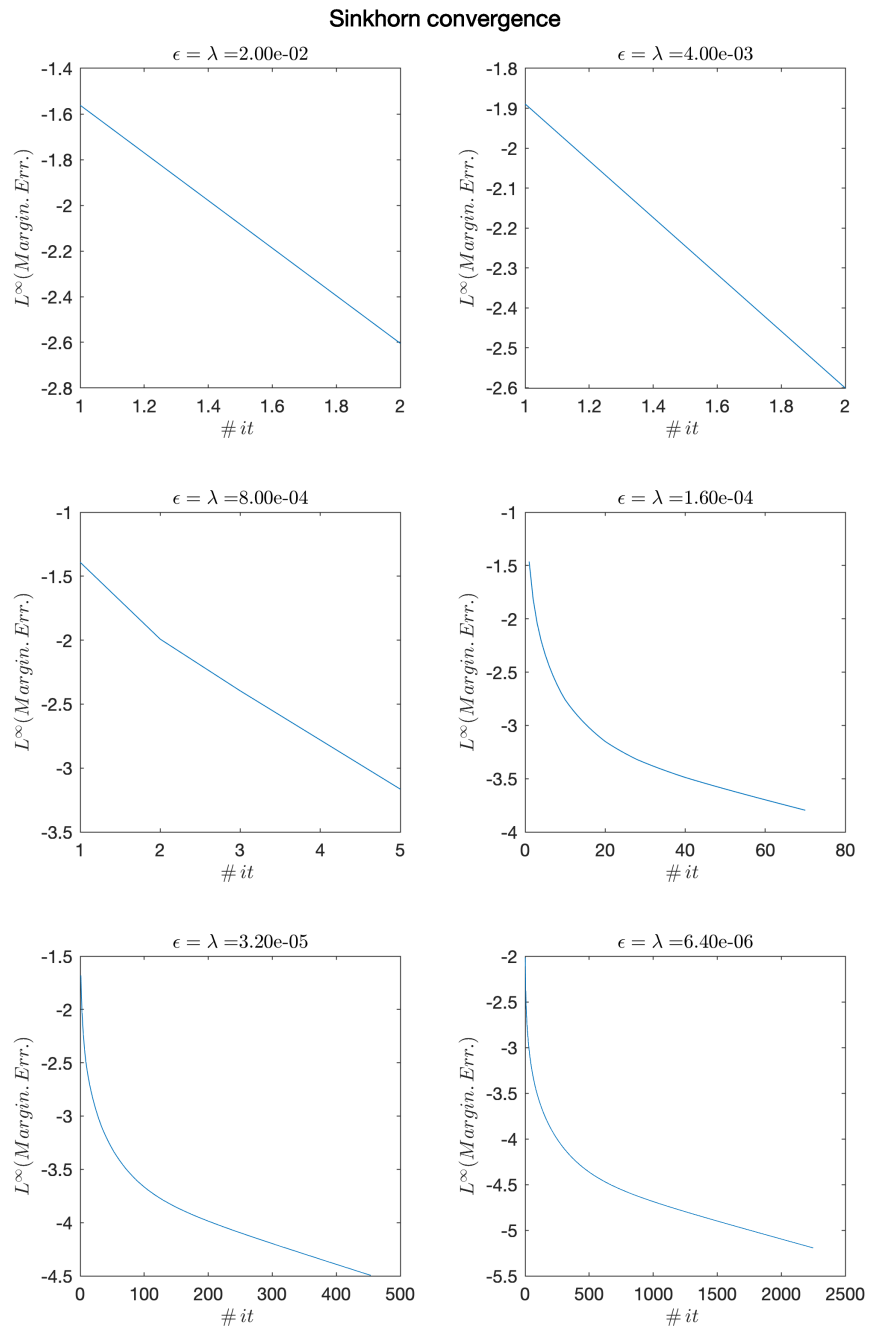 Sinkhorn convergence
ϵ = λ =2.00e-02
L∞(Margin. Err.)
-1.4
-1.6
-1.8
-2
-2.2
-2.4
-2.6
-2.8
1 1.2 1.4 1.6 1.8 2
# it
ϵ = λ =4.00e-03
L∞(Margin. Err.)
-1.8
-1.9
-2
-2.1
-2.2
-2.3
-2.4
-2.5
-2.6
1 1.2 1.4 1.6 1.8 2
# it
ϵ = λ =8.00e-04
L∞(Margin. Err.)
-1
-1.5
-2
-2.5
-3
-3.5
1 2 3 4 5
# it
ϵ = λ =1.60e-04
L∞(Margin. Err.)
-1
-1.5
-2
-2.5
-3
-3.5
-4
0 20 40 60 80
# it
ϵ = λ =3.20e-05
L∞(Margin. Err.)
-1.5
-2
-2.5
-3
-3.5
-4
-4.5
0 100 200 300 400 500
# it
ϵ = λ =6.40e-06
L∞(Margin. Err.)
-2
-2.5
-3
-3.5
-4
-4.5
-5
-5.5
0 500 1000 1500 2000 2500
# it